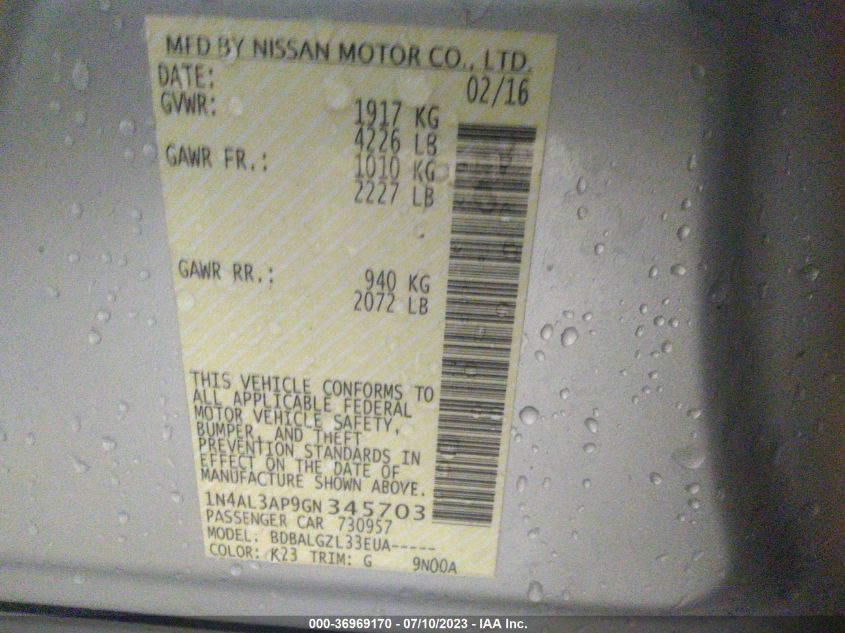 MFD BY NISSAN MOTOR CO., LTD.
DATE: 02/16
GVWR: 1917 KG
4226 LB
GAWR FR.: 1010 KG
2227 LB
GAWR RR.: 940 KG
2072 LB
THIS VEHICLE CONFORMS TO
ALL APPLICABLE FEDERAL
MOTOR VEHICLE SAFETY,
BUMPER, AND THEFT
PREVENTION STANDARDS IN
EFFECT ON THE DATE OF
MANUFACTURE SHOWN ABOVE.
1N4AL3AP9GN345703
PASSENGER CAR 730957
MODEL: BDBALGZL33EUA-----
COLOR: K23 TRIM: G 9N00A
000-36969170 - 07/10/2023 - IAA Inc.